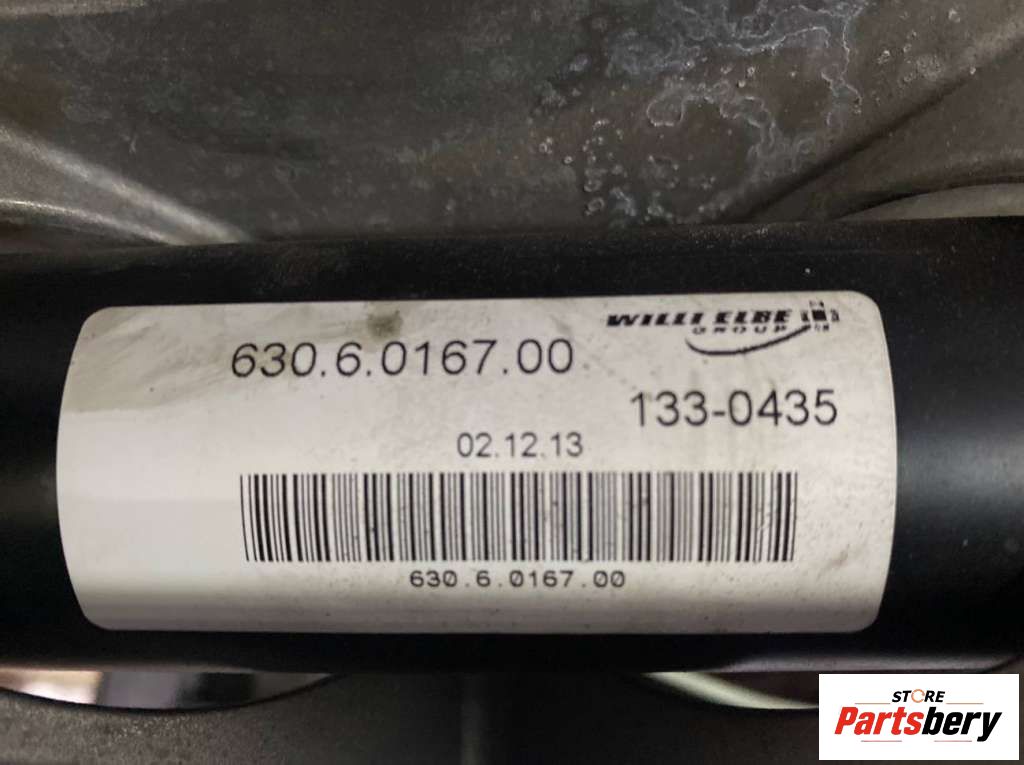 WILLI ELBE
GROUP
630.6.0167.00
133-0435
02.12.13
630.6.0167.00
STORE
Partsbery